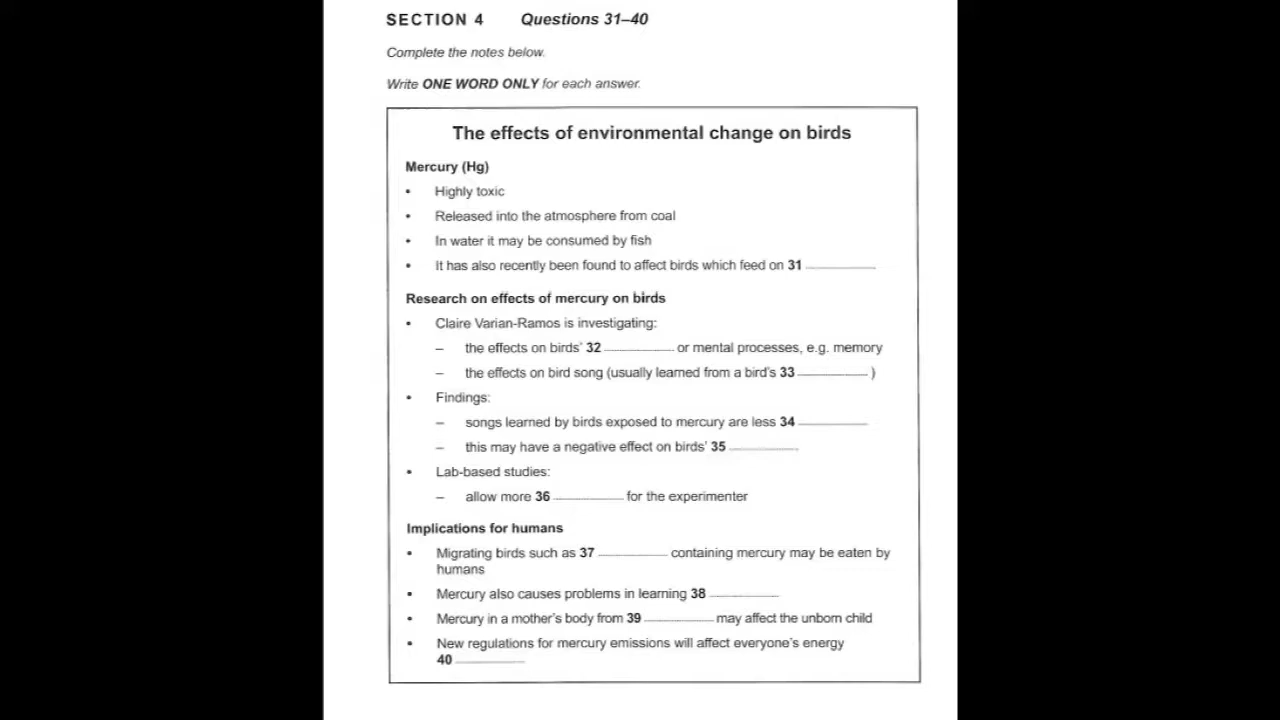 SECTION 4 Questions 31–40
Complete the notes below.
Write ONE WORD ONLY for each answer.
The effects of environmental change on birds
Mercury (Hg)
• Highly toxic
• Released into the atmosphere from coal
• In water it may be consumed by fish
• It has also recently been found to affect birds which feed on 31 ..................
Research on effects of mercury on birds
• Claire Varian-Ramos is investigating:
– the effects on birds' 32 .................. or mental processes, e.g. memory
– the effects on bird song (usually learned from a bird's 33 .................. )
• Findings:
– songs learned by birds exposed to mercury are less 34 ..................
– this may have a negative effect on birds' 35 ..................
• Lab-based studies:
– allow more 36 .................. for the experimenter
Implications for humans
• Migrating birds such as 37 .................. containing mercury may be eaten by
humans
• Mercury also causes problems in learning 38 ..................
• Mercury in a mother's body from 39 .................. may affect the unborn child
• New regulations for mercury emissions will affect everyone's energy
40 ..................